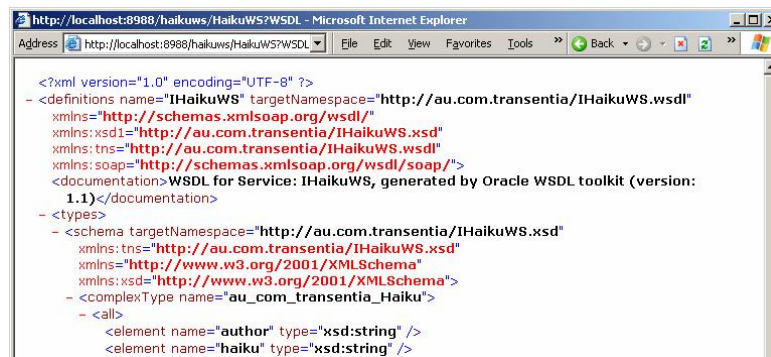 http://localhost:8988/haikuws/HaikuWS?WSDL - Microsoft Internet Explorer
Address http://localhost:8988/haikuws/HaikuWS?WSDL File Edit View Favorites Tools » Back »
<?xml version="1.0" encoding="UTF-8" ?>
- <definitions name="IHaikuWS" targetNamespace="http://au.com.transentia/IHaikuWS.wsdl"
xmlns="http://schemas.xmlsoap.org/wsdl/"
xmlns:xsd1="http://au.com.transentia/IHaikuWS.xsd"
xmlns:tns="http://au.com.transentia/IHaikuWS.wsdl"
xmlns:soap="http://schemas.xmlsoap.org/wsdl/soap/">
<documentation>WSDL for Service: IHaikuWS, generated by Oracle WSDL toolkit (version:
1.1)</documentation>
- <types>
- <schema targetNamespace="http://au.com.transentia/IHaikuWS.xsd"
xmlns:tns="http://au.com.transentia/IHaikuWS.xsd"
xmlns="http://www.w3.org/2001/XMLSchema"
xmlns:xsd="http://www.w3.org/2001/XMLSchema">
- <complexType name="au_com_transentia_Haiku">
- <all>
<element name="author" type="xsd:string" />
<element name="haiku" type="xsd:string" />